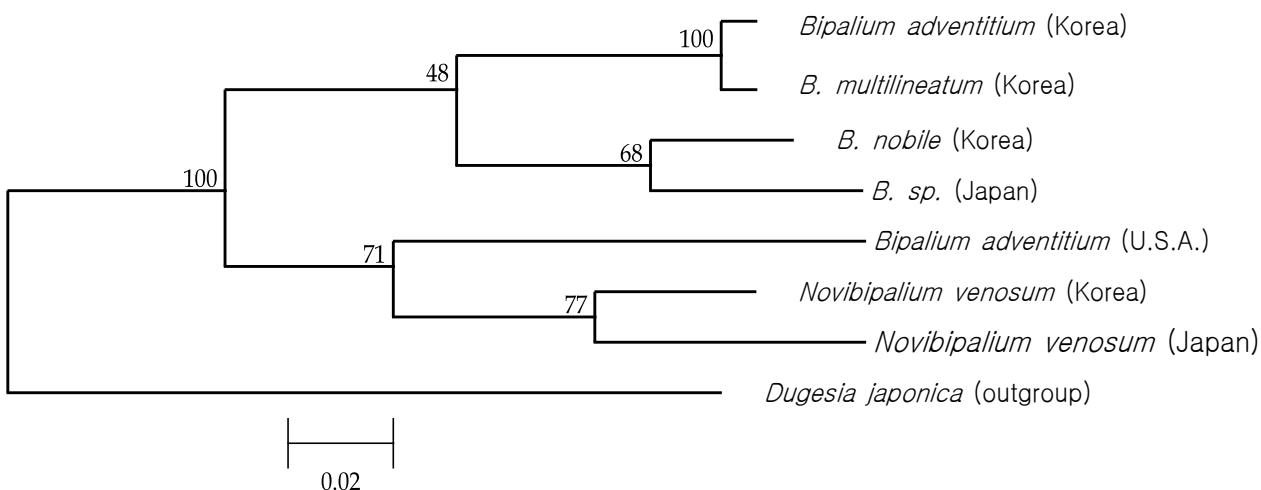 100 Bipalium adventitium (Korea)
48
B. multilineatum (Korea)
B. nobile (Korea)
68
100
B. sp. (Japan)
Bipalium adventitium (U.S.A.)
71
Novibipalium venosum (Korea)
77
Novibipalium venosum (Japan)
Dugesia japonica (outgroup)
0.02